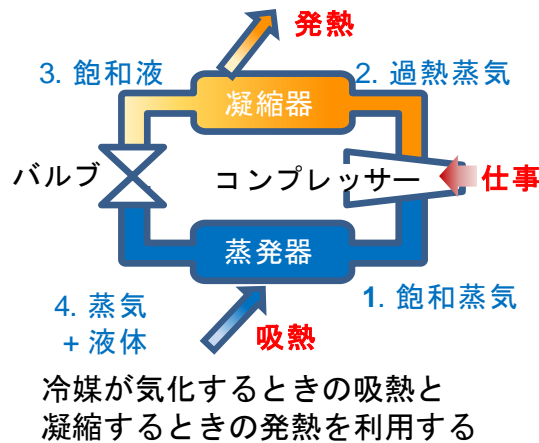 発熱
3. 飽和液
2. 過熱蒸気
凝縮器
バルブ
コンプレッサー
仕事
蒸発器
4. 蒸気
+ 液体
1. 飽和蒸気
吸熱
冷媒が気化するときの吸熱と
凝縮するときの発熱を利用する